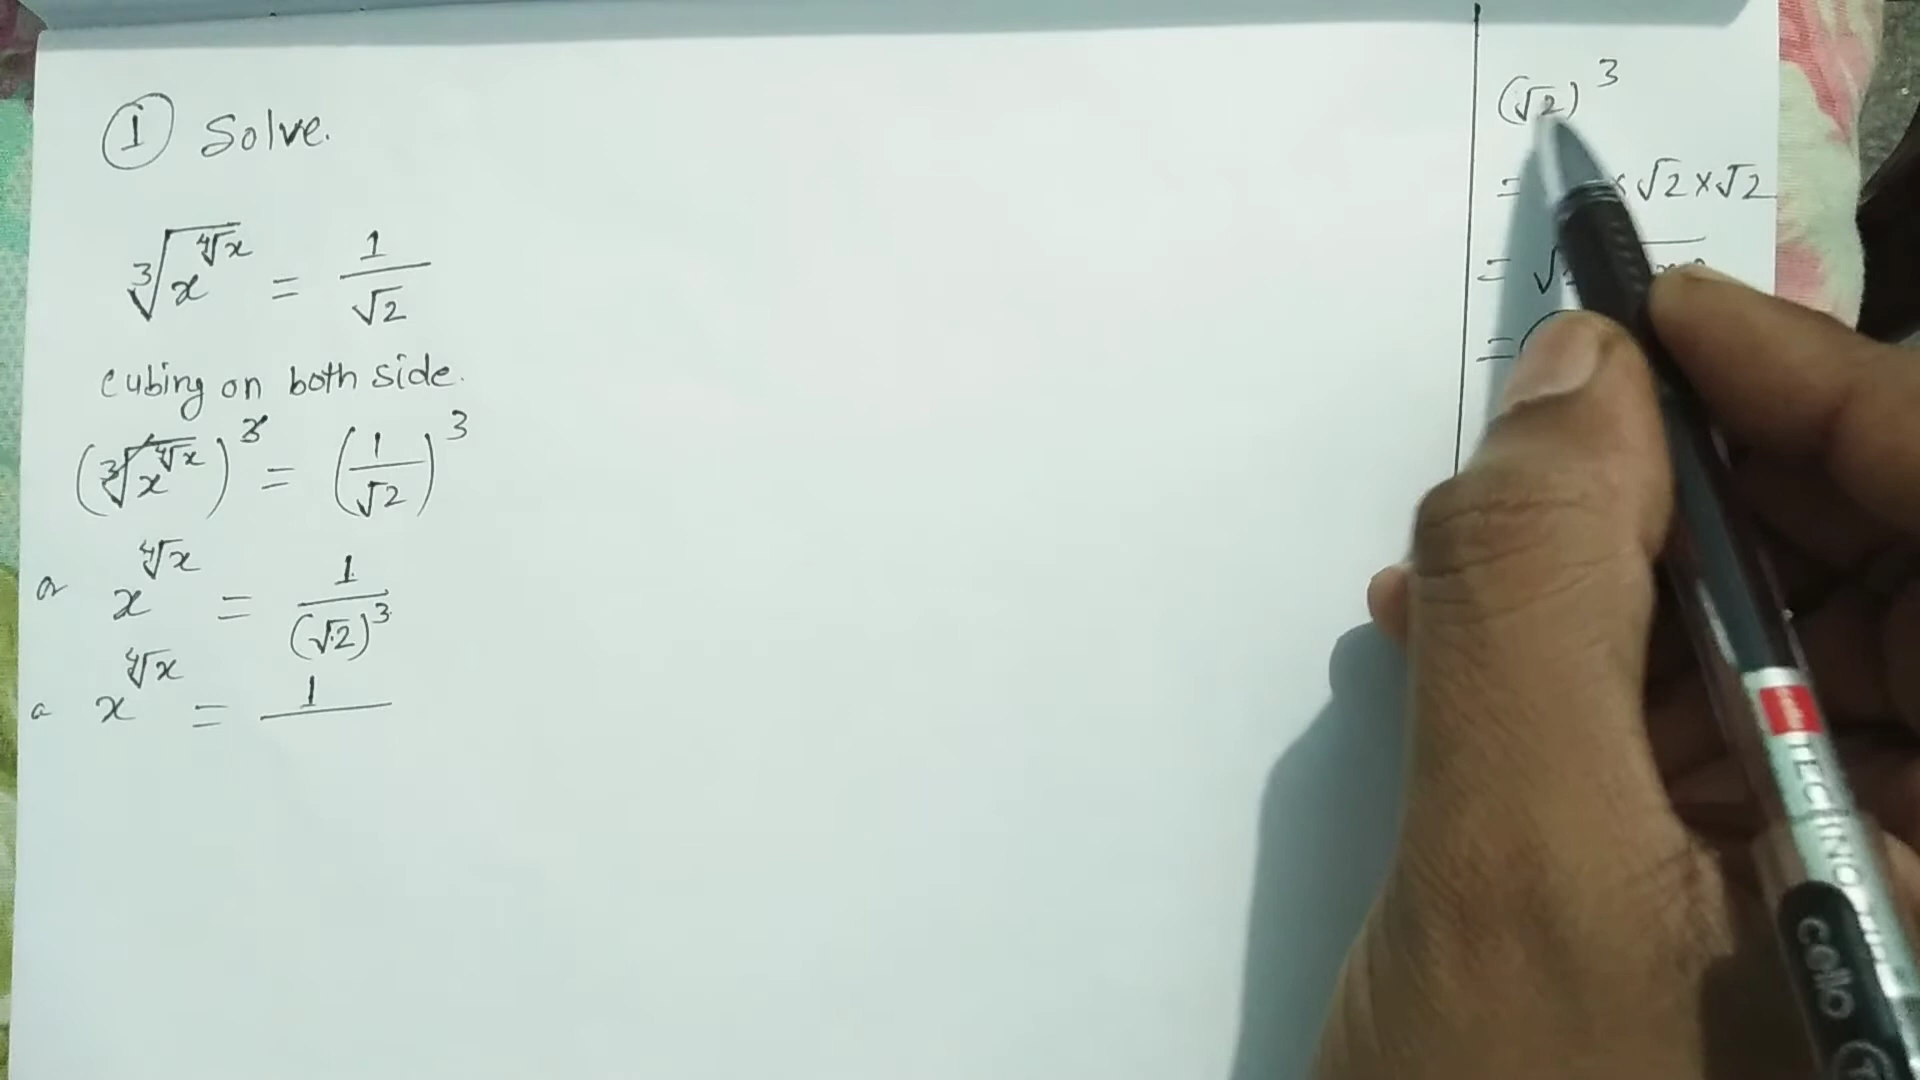 ① Solve.
∛(x^(∜x)) = 1/√2
cubing on both side.
(∛(x^(∜x)))^3 = (1/√2)^3
or x^(∜x) = 1/(√2)^3
x^(∜x) = 1/
(√2)^3
= × √2 × √2
= √
=
cello